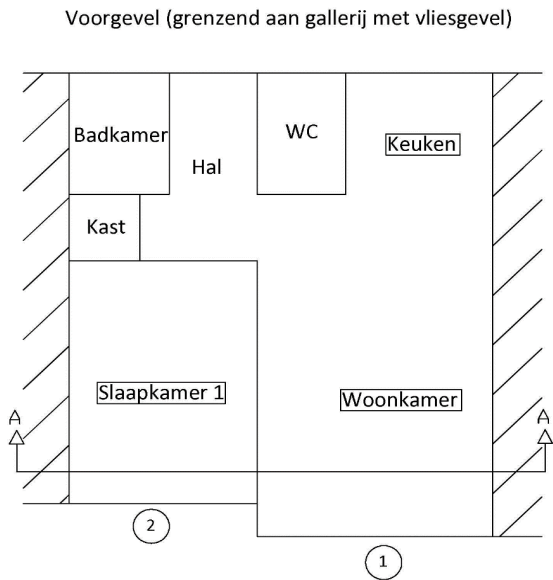 Voorgevel (grenzend aan gallerij met vliesgevel)
Badkamer
WC
Keuken
Hal
Kast
Slaapkamer 1
Woonkamer
A
A
2
1